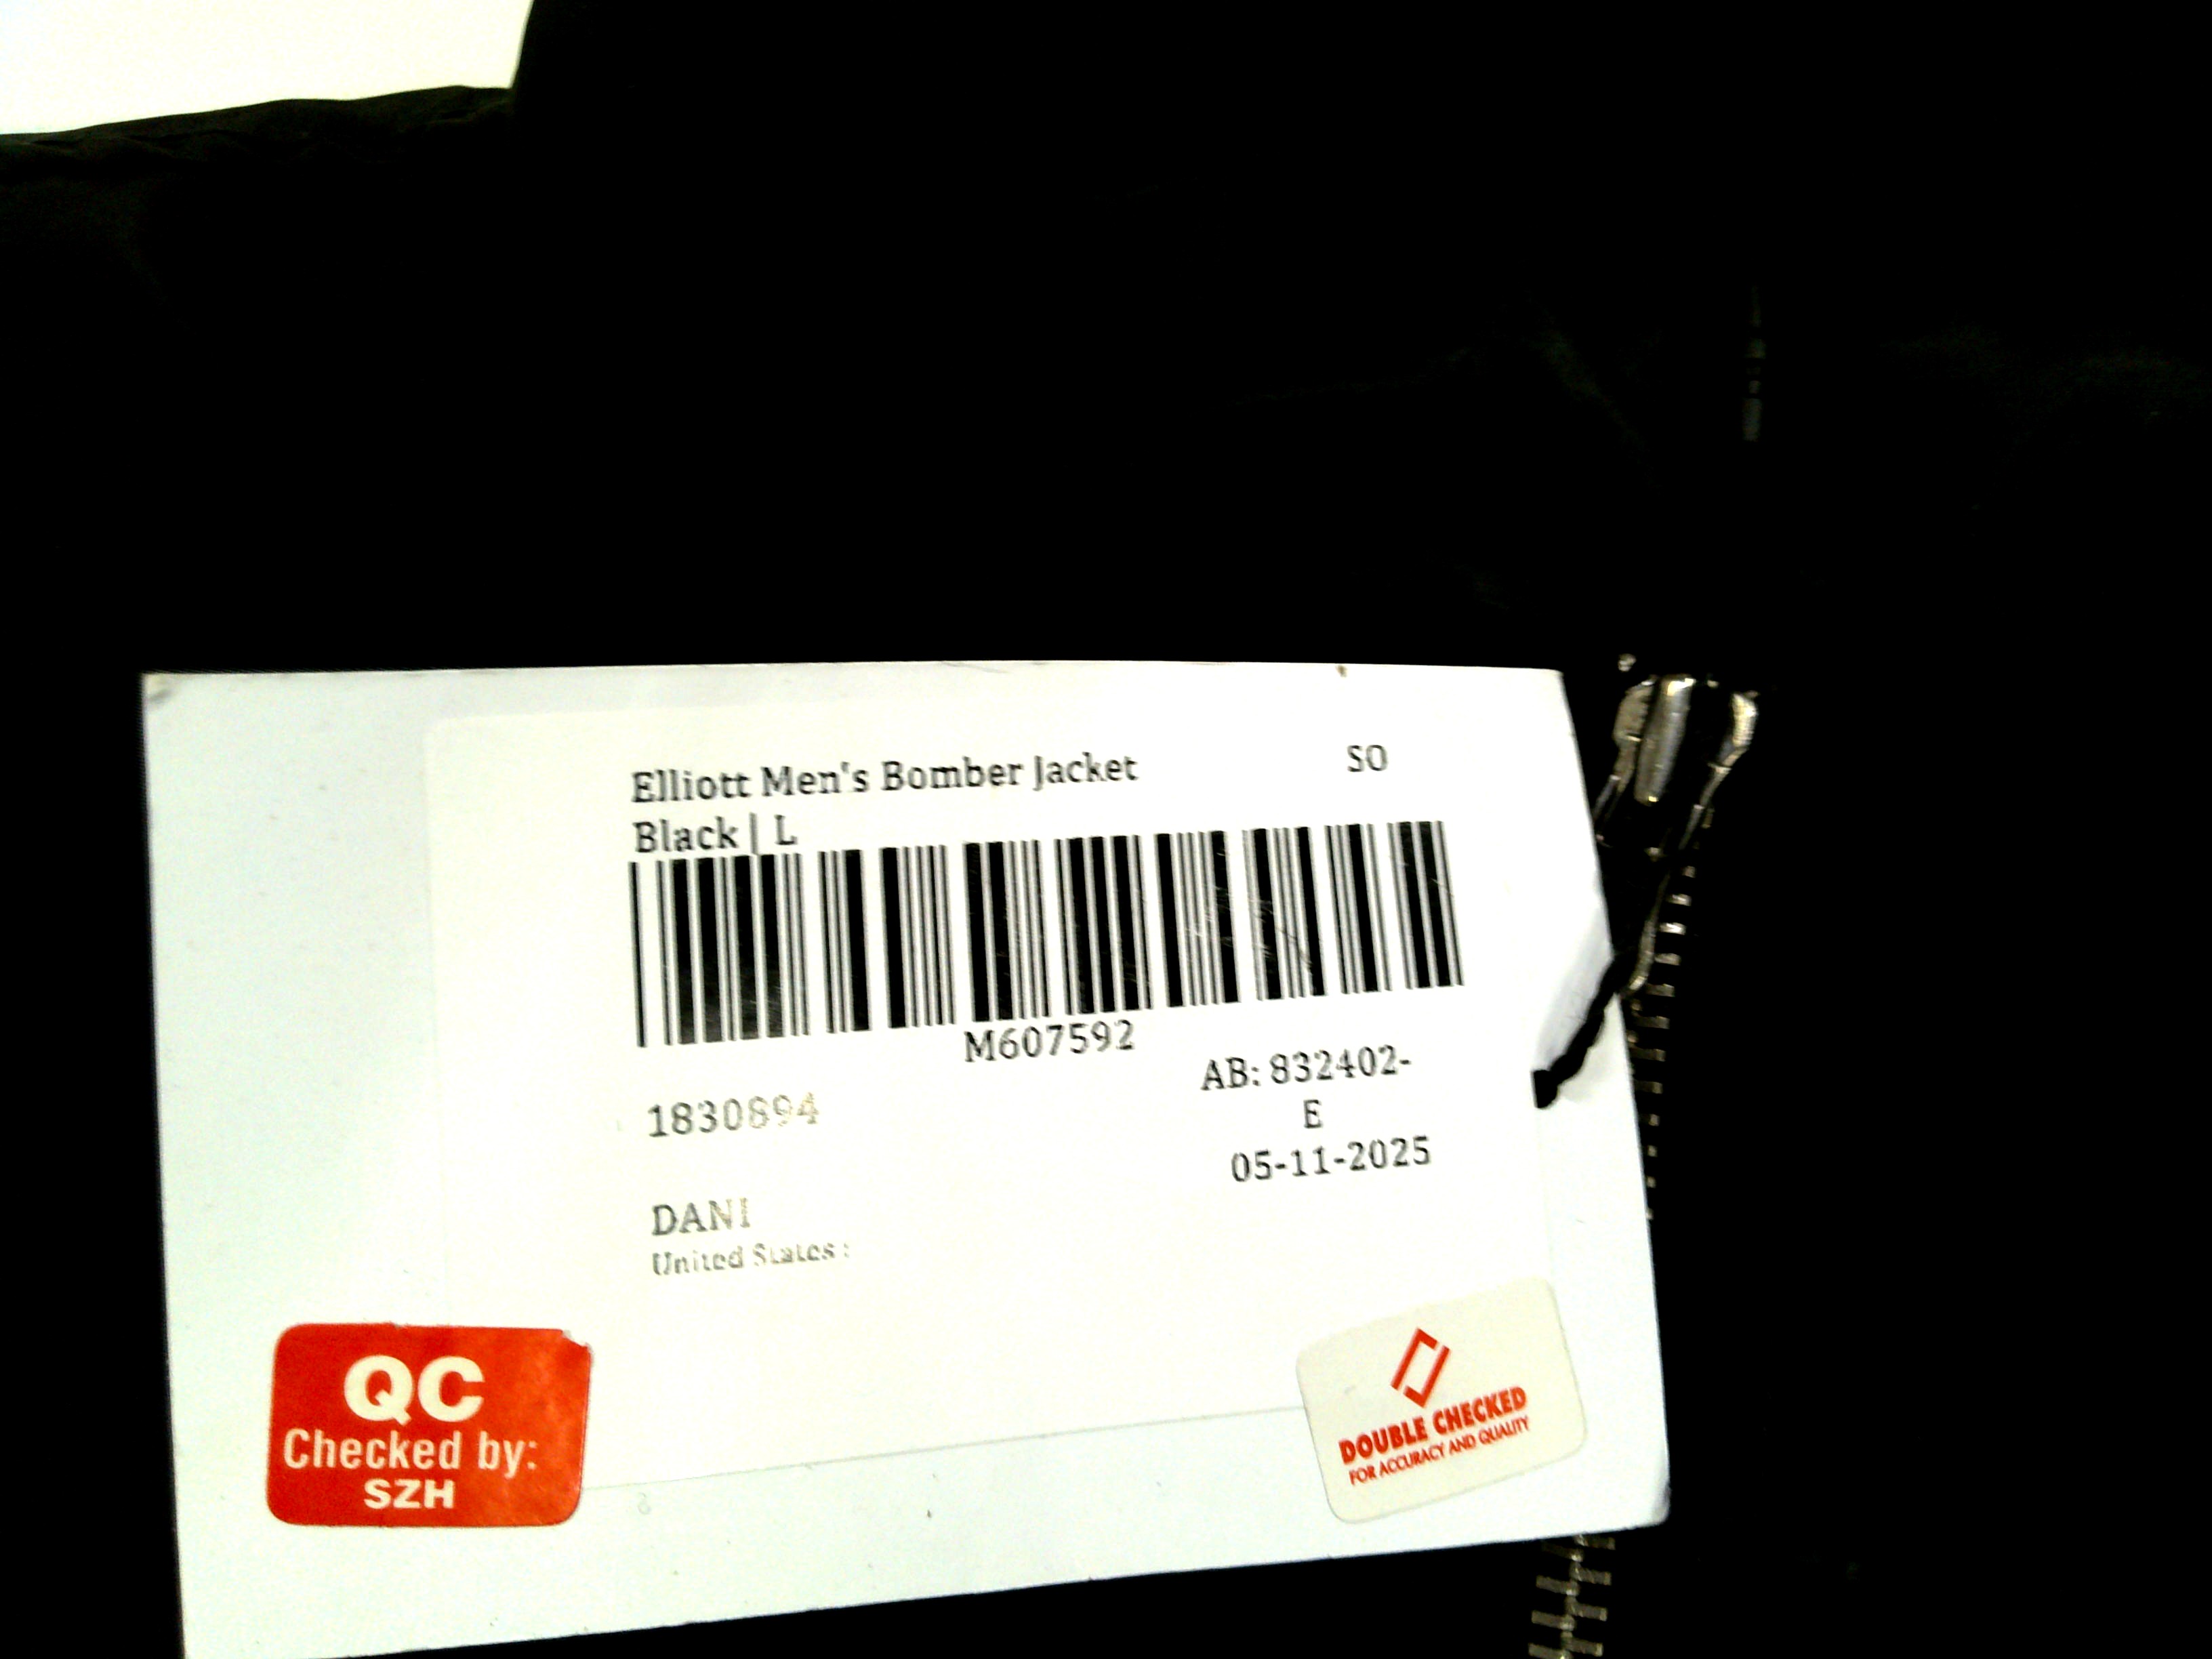 Elliott Men's Bomber Jacket
SO
Black | L
M607592
1830894
AB: 832402-
E
05-11-2025
DANI
United States :
QC
Checked by:
SZH
DOUBLE CHECKED
FOR ACCURACY AND QUALITY